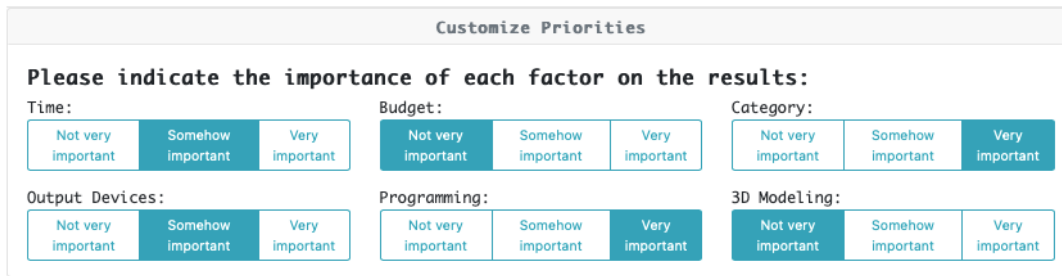 Customize Priorities
Please indicate the importance of each factor on the results:
Time: Budget: Category:
Not very Somehow Very Not very Somehow Very Not very Somehow Very
important important important important important important important important important
Output Devices: Programming: 3D Modeling:
Not very Somehow Very Not very Somehow Very Not very Somehow Very
important important important important important important important important important